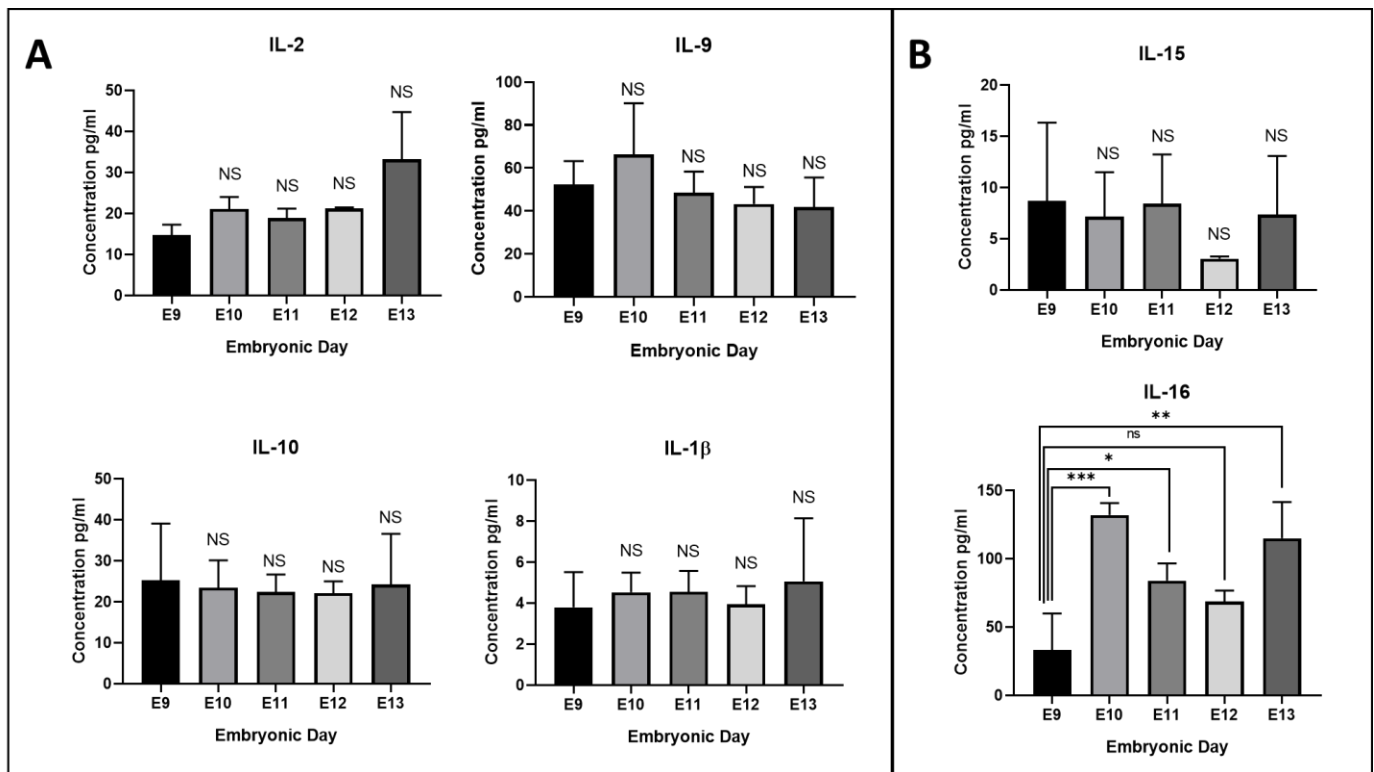 A
IL-2
Concentration pg/ml
50
40
30
20
10
0
NS
NS
NS
NS
E9 E10 E11 E12 E13
Embryonic Day
IL-9
Concentration pg/ml
100
80
60
40
20
0
NS
NS
NS
NS
E9 E10 E11 E12 E13
Embryonic Day
IL-10
Concentration pg/ml
50
40
30
20
10
0
NS
NS
NS
NS
E9 E10 E11 E12 E13
Embryonic Day
IL-1β
Concentration pg/ml
8
6
4
2
0
NS
NS
NS
NS
E9 E10 E11 E12 E13
Embryonic Day
B
IL-15
Concentration pg/ml
20
15
10
5
0
NS
NS
NS
NS
E9 E10 E11 E12 E13
Embryonic Day
IL-16
**
ns
*
***
Concentration pg/ml
150
100
50
0
E9 E10 E11 E12 E13
Embryonic Day